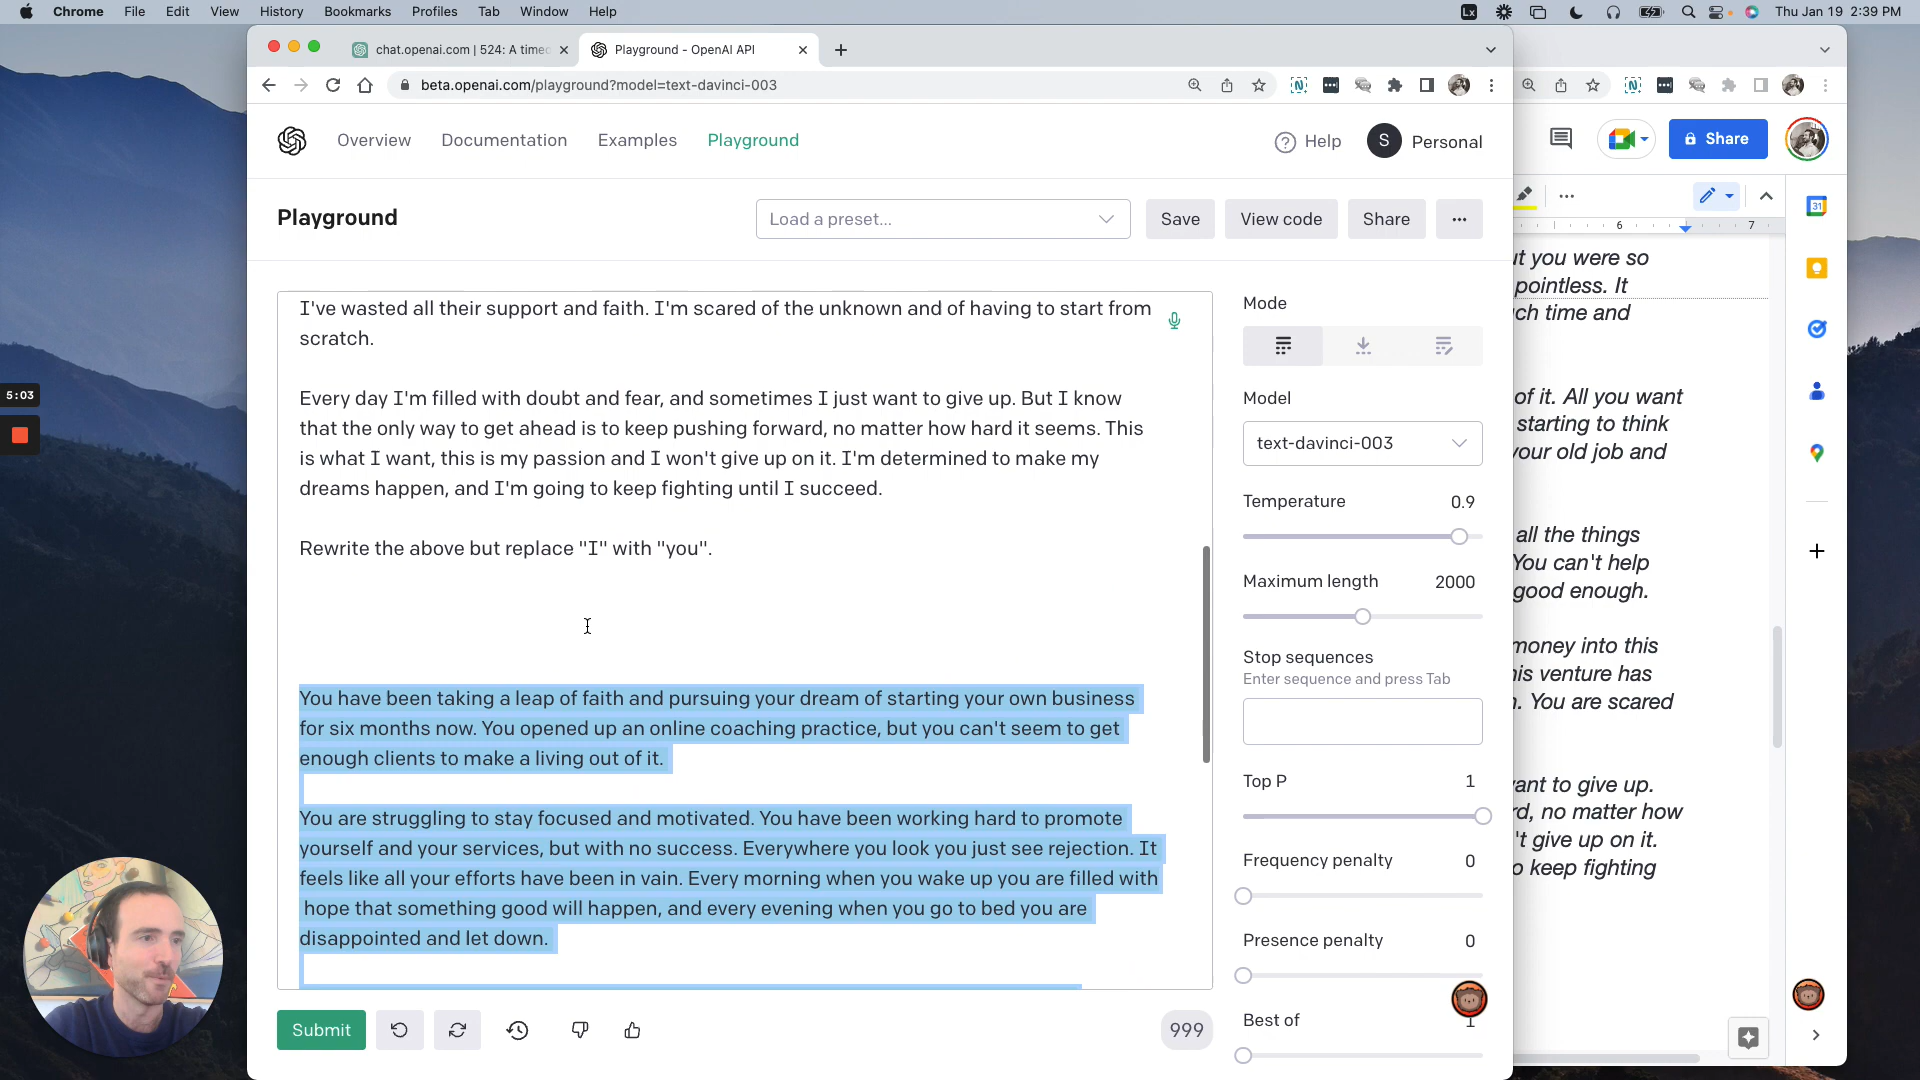 Chrome File Edit View History Bookmarks Profiles Tab Window Help
Lx
Thu Jan 19 2:39 PM
chat.openai.com | 524: A timeo
Playground - OpenAI API
beta.openai.com/playground?model=text-davinci-003
Overview Documentation Examples Playground
Help S Personal
Share
Playground
Load a preset...
Save View code Share ...
I've wasted all their support and faith. I'm scared of the unknown and of having to start from
scratch.
Every day I'm filled with doubt and fear, and sometimes I just want to give up. But I know
that the only way to get ahead is to keep pushing forward, no matter how hard it seems. This
is what I want, this is my passion and I won't give up on it. I'm determined to make my
dreams happen, and I'm going to keep fighting until I succeed.
Rewrite the above but replace "I" with "you".
You have been taking a leap of faith and pursuing your dream of starting your own business
for six months now. You opened up an online coaching practice, but you can't seem to get
enough clients to make a living out of it.
You are struggling to stay focused and motivated. You have been working hard to promote
yourself and your services, but with no success. Everywhere you look you just see rejection. It
feels like all your efforts have been in vain. Every morning when you wake up you are filled with
hope that something good will happen, and every evening when you go to bed you are
disappointed and let down.
Submit
999
Mode
Model
text-davinci-003
Temperature 0.9
Maximum length 2000
Stop sequences
Enter sequence and press Tab
Top P 1
Frequency penalty 0
Presence penalty 0
Best of 1
5:03
6 7
31
ut you were so
pointless. It
ch time and
of it. All you want
starting to think
your old job and
all the things
You can't help
good enough.
money into this
his venture has
n. You are scared
ant to give up.
rd, no matter how
't give up on it.
o keep fighting